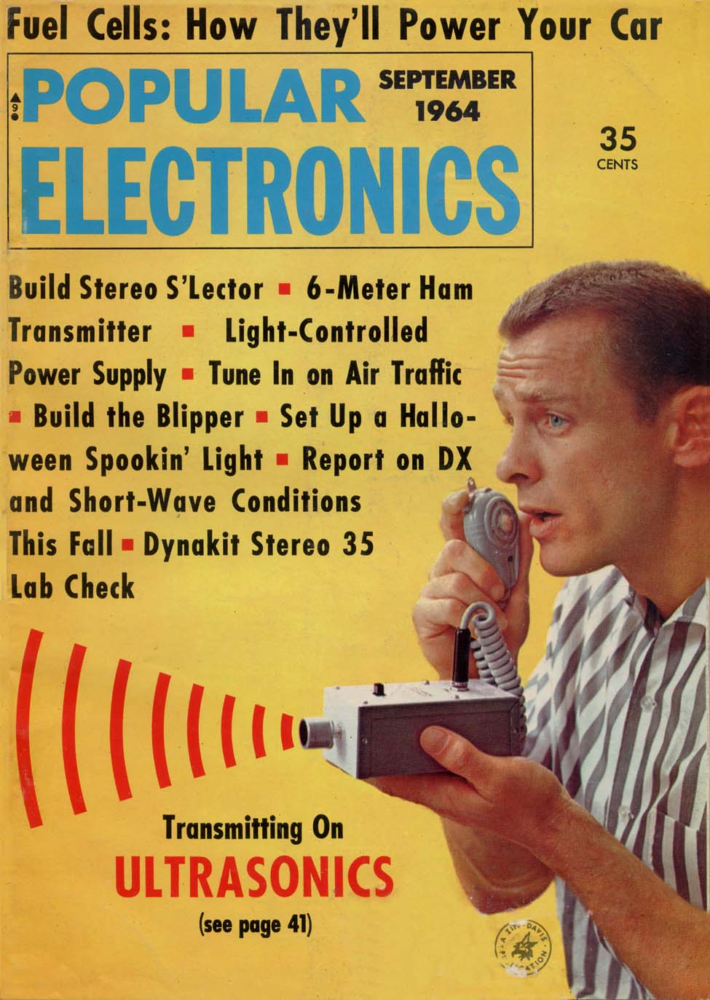 Fuel Cells: How They'll Power Your Car
POPULAR
SEPTEMBER
1964
9
ELECTRONICS
35
CENTS
Build Stereo S'Lector ▪ 6-Meter Ham
Transmitter ▪ Light-Controlled
Power Supply ▪ Tune In on Air Traffic
▪ Build the Blipper ▪ Set Up a Hallo-
ween Spookin' Light ▪ Report on DX
and Short-Wave Conditions
This Fall ▪ Dynakit Stereo 35
Lab Check
Transmitting On
ULTRASONICS
(see page 41)
A ZIFF-DAVIS